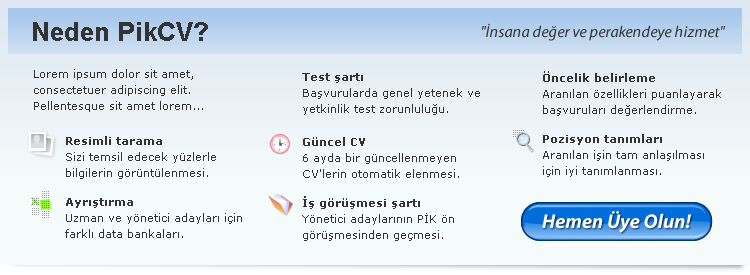 Neden PikCV?
"İnsana değer ve perakendeye hizmet"
Lorem ipsum dolor sit amet,
consectetuer adipiscing elit.
Pellentesque sit amet lorem...
Resimli tarama
Sizi temsil edecek yüzlerle
bilgilerin görüntülenmesi.
Ayrıştırma
Uzman ve yönetici adayları için
farklı data bankaları.
Test şartı
Başvurularda genel yetenek ve
yetkinlik test zorunluluğu.
Güncel CV
6 ayda bir güncellenmeyen
CV'lerin otomatik elenmesi.
İş görüşmesi şartı
Yönetici adaylarının PİK ön
görüşmesinden geçmesi.
Öncelik belirleme
Aranılan özellikleri puanlayarak
başvuruları değerlendirme.
Pozisyon tanımları
Aranılan işin tam anlaşılması
için iyi tanımlanması.
Hemen Üye Olun!